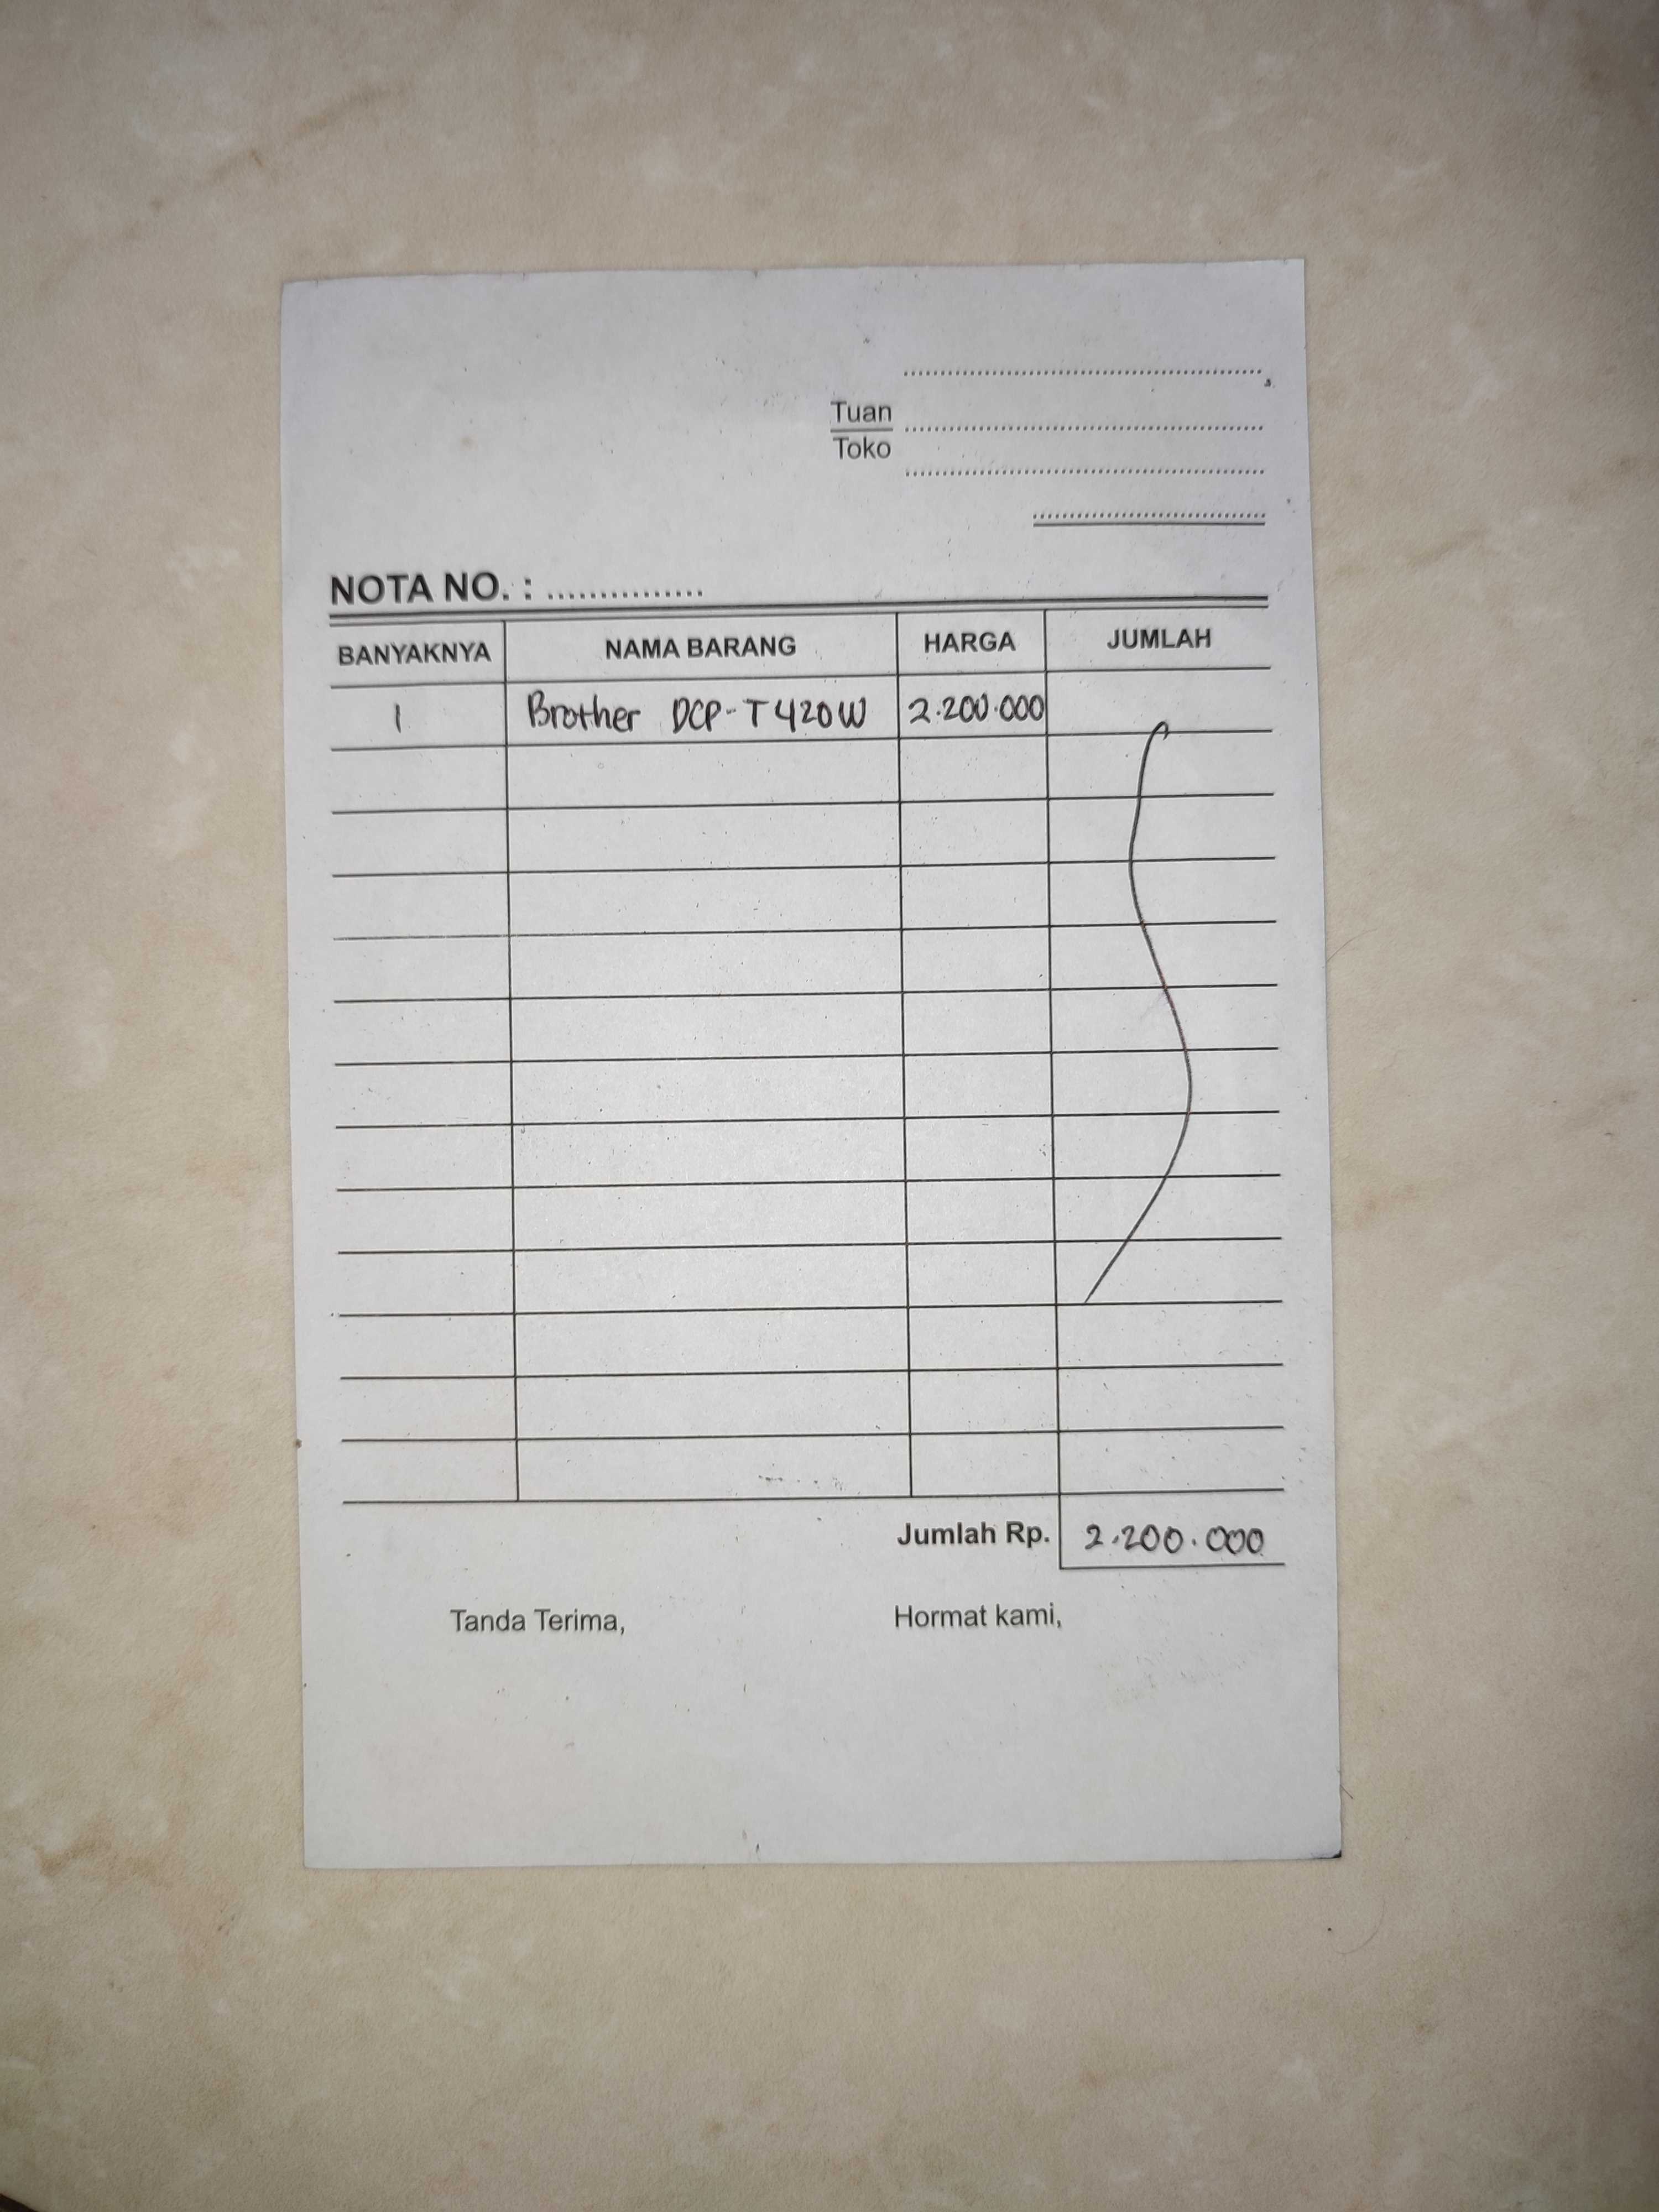 Tuan
Toko
NOTA NO. : ...............
BANYAKNYA NAMA BARANG HARGA JUMLAH
1 Brother DCP-T420W 2.200.000
Jumlah Rp. 2.200.000
Tanda Terima, Hormat kami,